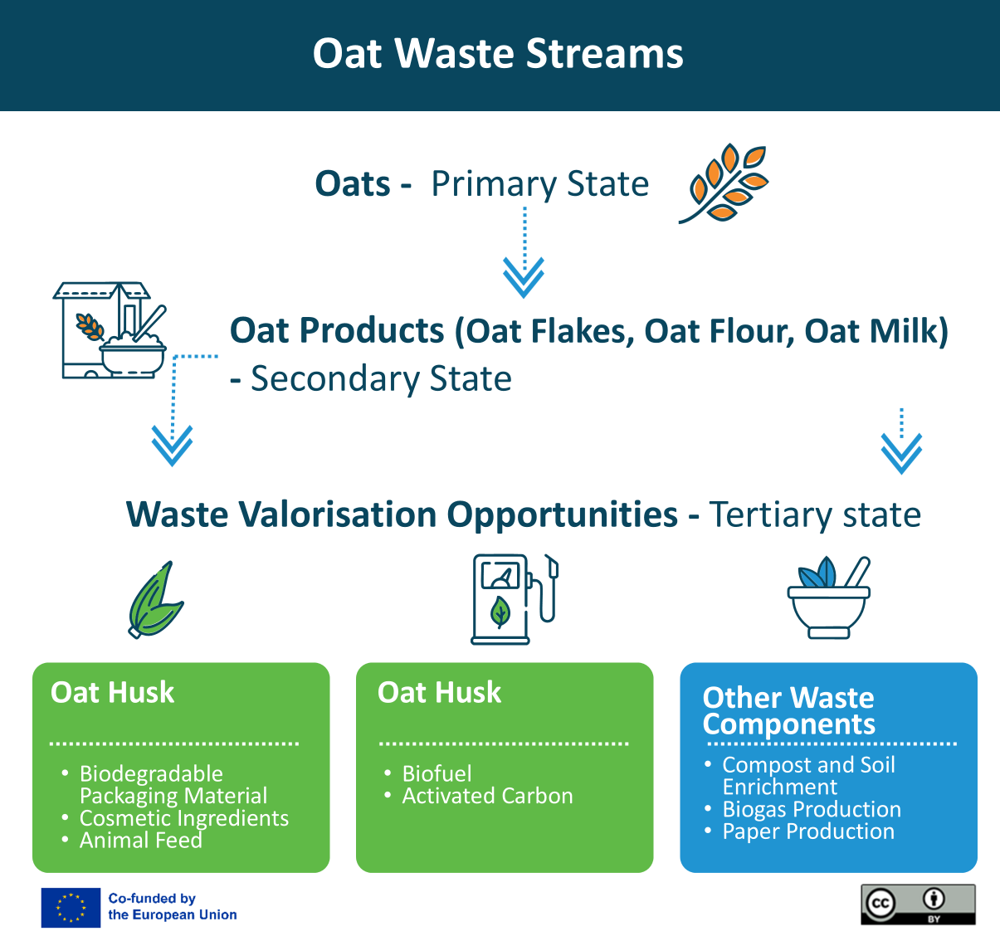 Oat Waste Streams
Oats - Primary State
Oat Products (Oat Flakes, Oat Flour, Oat Milk)
- Secondary State
Waste Valorisation Opportunities - Tertiary state
Oat Husk
• Biodegradable
Packaging Material
• Cosmetic Ingredients
• Animal Feed
Oat Husk
• Biofuel
• Activated Carbon
Other Waste
Components
• Compost and Soil
Enrichment
• Biogas Production
• Paper Production
Co-funded by
the European Union
cc
BY